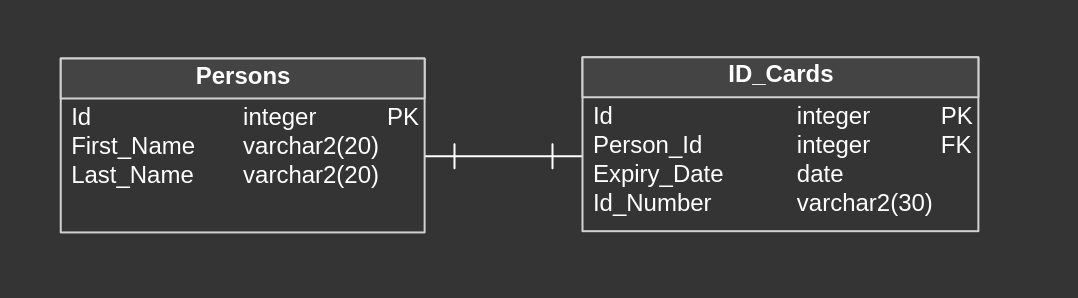 Persons
Id integer PK
First_Name varchar2(20)
Last_Name varchar2(20)
ID_Cards
Id integer PK
Person_Id integer FK
Expiry_Date date
Id_Number varchar2(30)